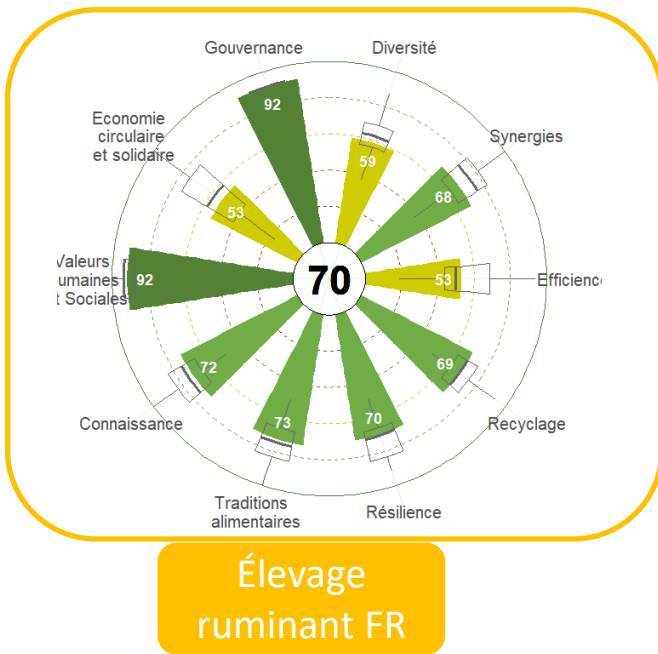 Gouvernance
Diversité
92
Economie
circulaire
et solidaire
59
Synergies
68
53
Valeurs
umaines
t Sociales
92
70
53
Efficienc
72
69
Connaissance
73
70
Recyclage
Traditions
alimentaires
Résilience
Élevage
ruminant FR